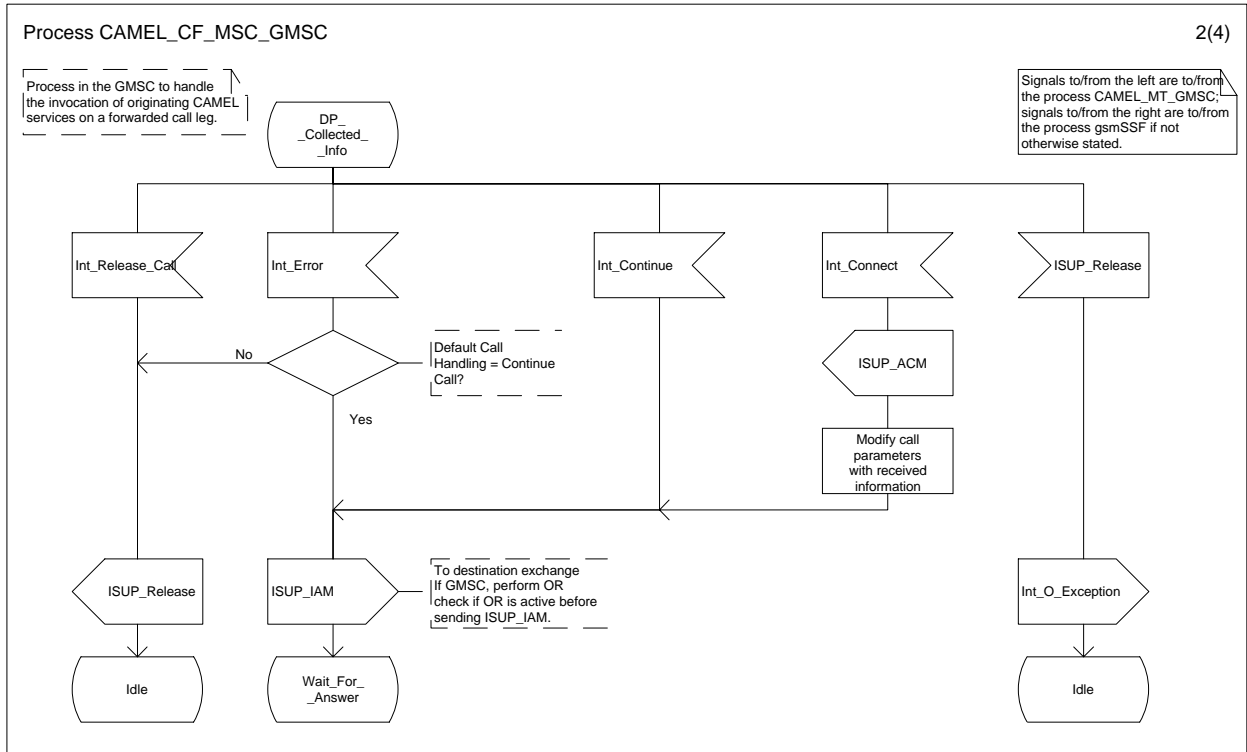 Process CAMEL_CF_MSC_GMSC
2(4)
Process in the GMSC to handle
the invocation of originating CAMEL
services on a forwarded call leg.
Signals to/from the left are to/from
the process CAMEL_MT_GMSC;
signals to/from the right are to/from
the process gsmSSF if not
otherwise stated.
DP_
_Collected_
_Info
Int_Release_Call
Int_Error
Int_Continue
Int_Connect
ISUP_Release
No
Default Call
Handling = Continue
Call?
ISUP_ACM
Yes
Modify call
parameters
with received
information
ISUP_Release
ISUP_IAM
To destination exchange
If GMSC, perform OR
check if OR is active before
sending ISUP_IAM.
Int_O_Exception
Idle
Wait_For_
_Answer
Idle